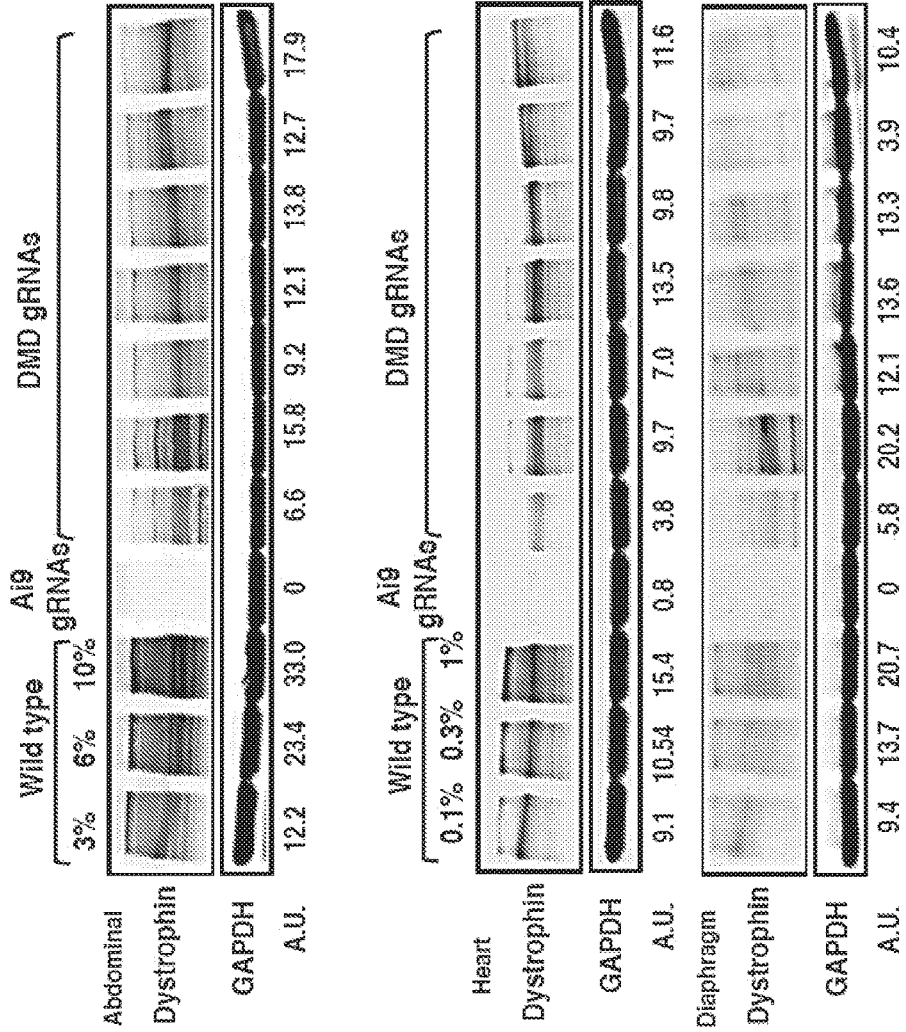 Wild type
3% 6% 10%
Ai9
gRNAs
DMD gRNAs
Abdominal
Dystrophin
GAPDH
A.U. 12.2 23.4 33.0 0 6.6 15.8 9.2 12.1 13.8 12.7 17.9
Wild type
0.1% 0.3% 1%
Ai9
gRNAs
DMD gRNAs
Heart
Dystrophin
GAPDH
A.U. 9.1 10.54 15.4 0.8 3.8 9.7 7.0 13.5 9.8 9.7 11.6
Diaphragm
Dystrophin
GAPDH
A.U. 9.4 13.7 20.7 0 5.8 20.2 12.1 13.6 13.3 3.9 10.4